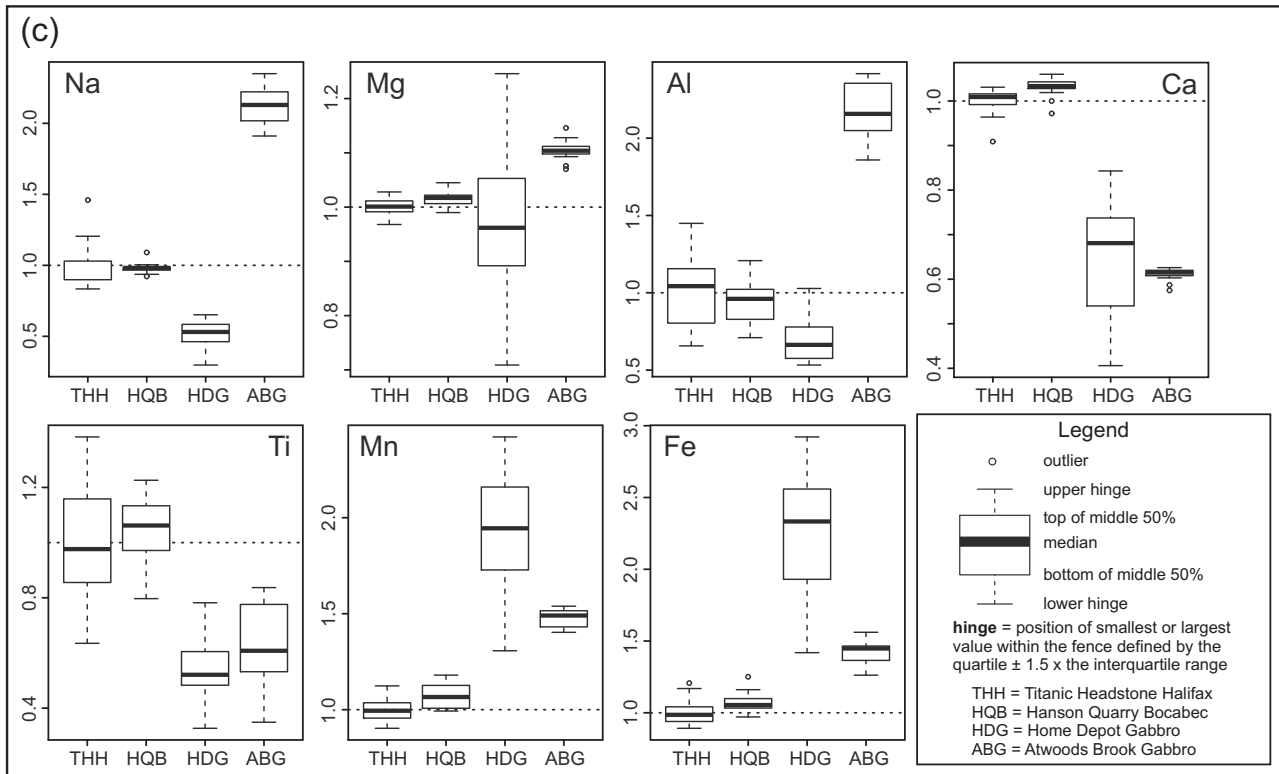 (c)
Na
2.0
1.5
1.0
0.5
THH HQB HDG ABG
Mg
1.2
1.0
0.8
THH HQB HDG ABG
Al
2.0
1.5
1.0
0.5
THH HQB HDG ABG
Ca
1.0
0.8
0.6
0.4
THH HQB HDG ABG
Ti
1.2
0.8
0.4
THH HQB HDG ABG
Mn
2.0
1.5
1.0
THH HQB HDG ABG
Fe
3.0
2.5
2.0
1.5
1.0
THH HQB HDG ABG
Legend
outlier
upper hinge
top of middle 50%
median
bottom of middle 50%
lower hinge
hinge = position of smallest or largest
value within the fence defined by the
quartile ± 1.5 x the interquartile range
THH = Titanic Headstone Halifax
HQB = Hanson Quarry Bocabec
HDG = Home Depot Gabbro
ABG = Atwoods Brook Gabbro